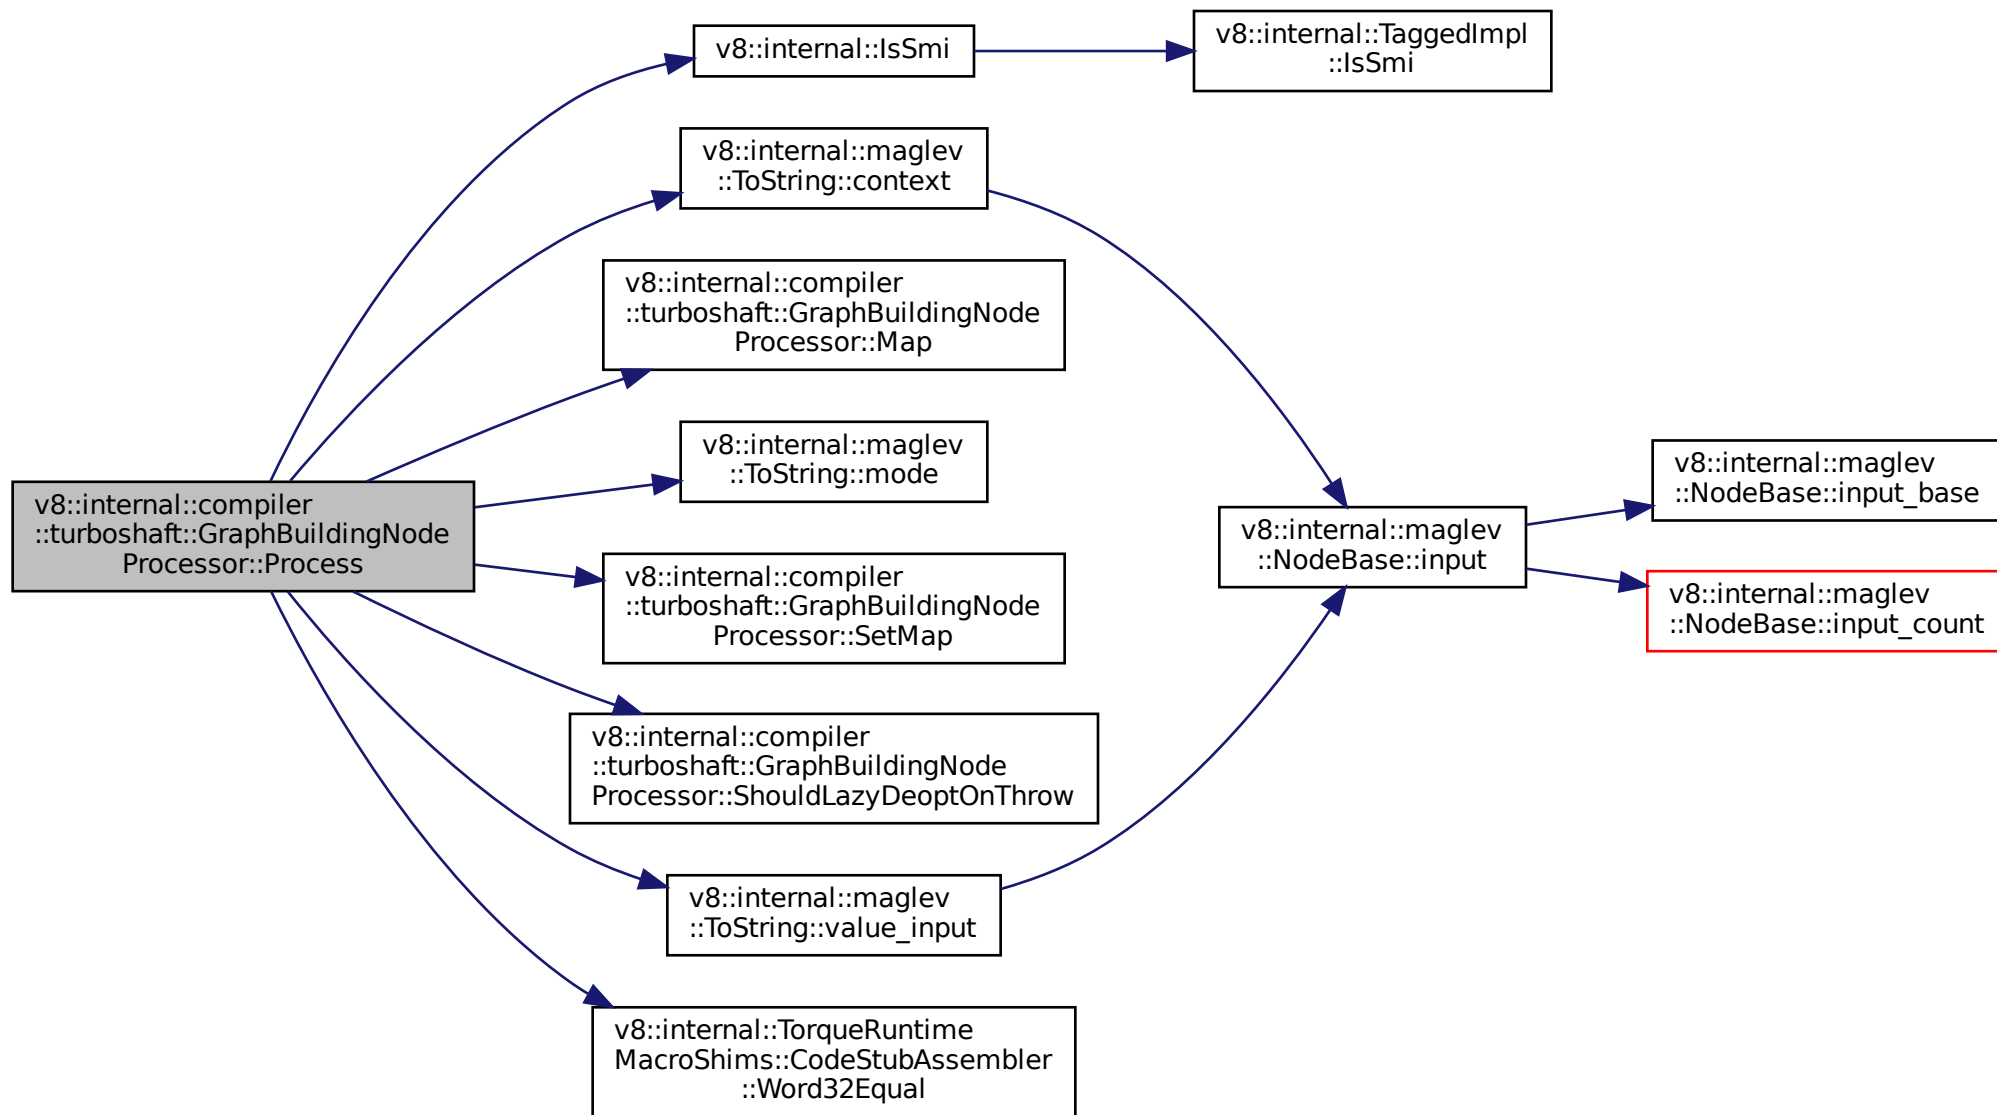 v8::internal::IsSmi
v8::internal::TaggedImpl
::IsSmi
v8::internal::maglev
::ToString::context
v8::internal::compiler
::turboshaft::GraphBuildingNode
Processor::Map
v8::internal::maglev
::ToString::mode
v8::internal::compiler
::turboshaft::GraphBuildingNode
Processor::Process
v8::internal::compiler
::turboshaft::GraphBuildingNode
Processor::SetMap
v8::internal::maglev
::NodeBase::input
v8::internal::maglev
::NodeBase::input_base
v8::internal::maglev
::NodeBase::input_count
v8::internal::compiler
::turboshaft::GraphBuildingNode
Processor::ShouldLazyDeoptOnThrow
v8::internal::maglev
::ToString::value_input
v8::internal::TorqueRuntime
MacroShims::CodeStubAssembler
::Word32Equal